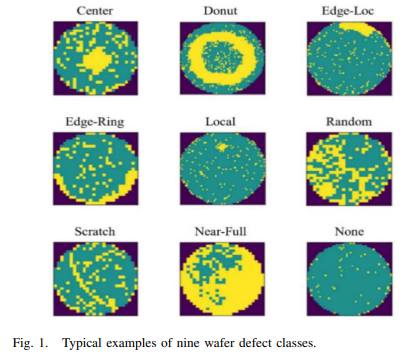 Center Donut Edge-Loc
Edge-Ring Local Random
Scratch Near-Full None
Fig. 1. Typical examples of nine wafer defect classes.